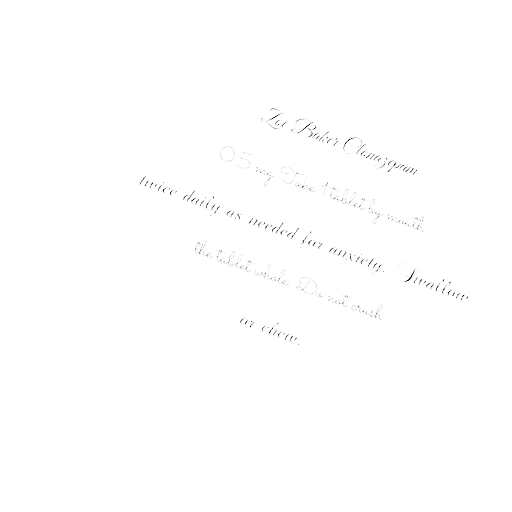 Zoe Baker Clonazepam
0.5 mg Take 1 tablet by mouth
twice daily as needed for anxiety. Swallow
the tablet whole. Do not crush
or chew.